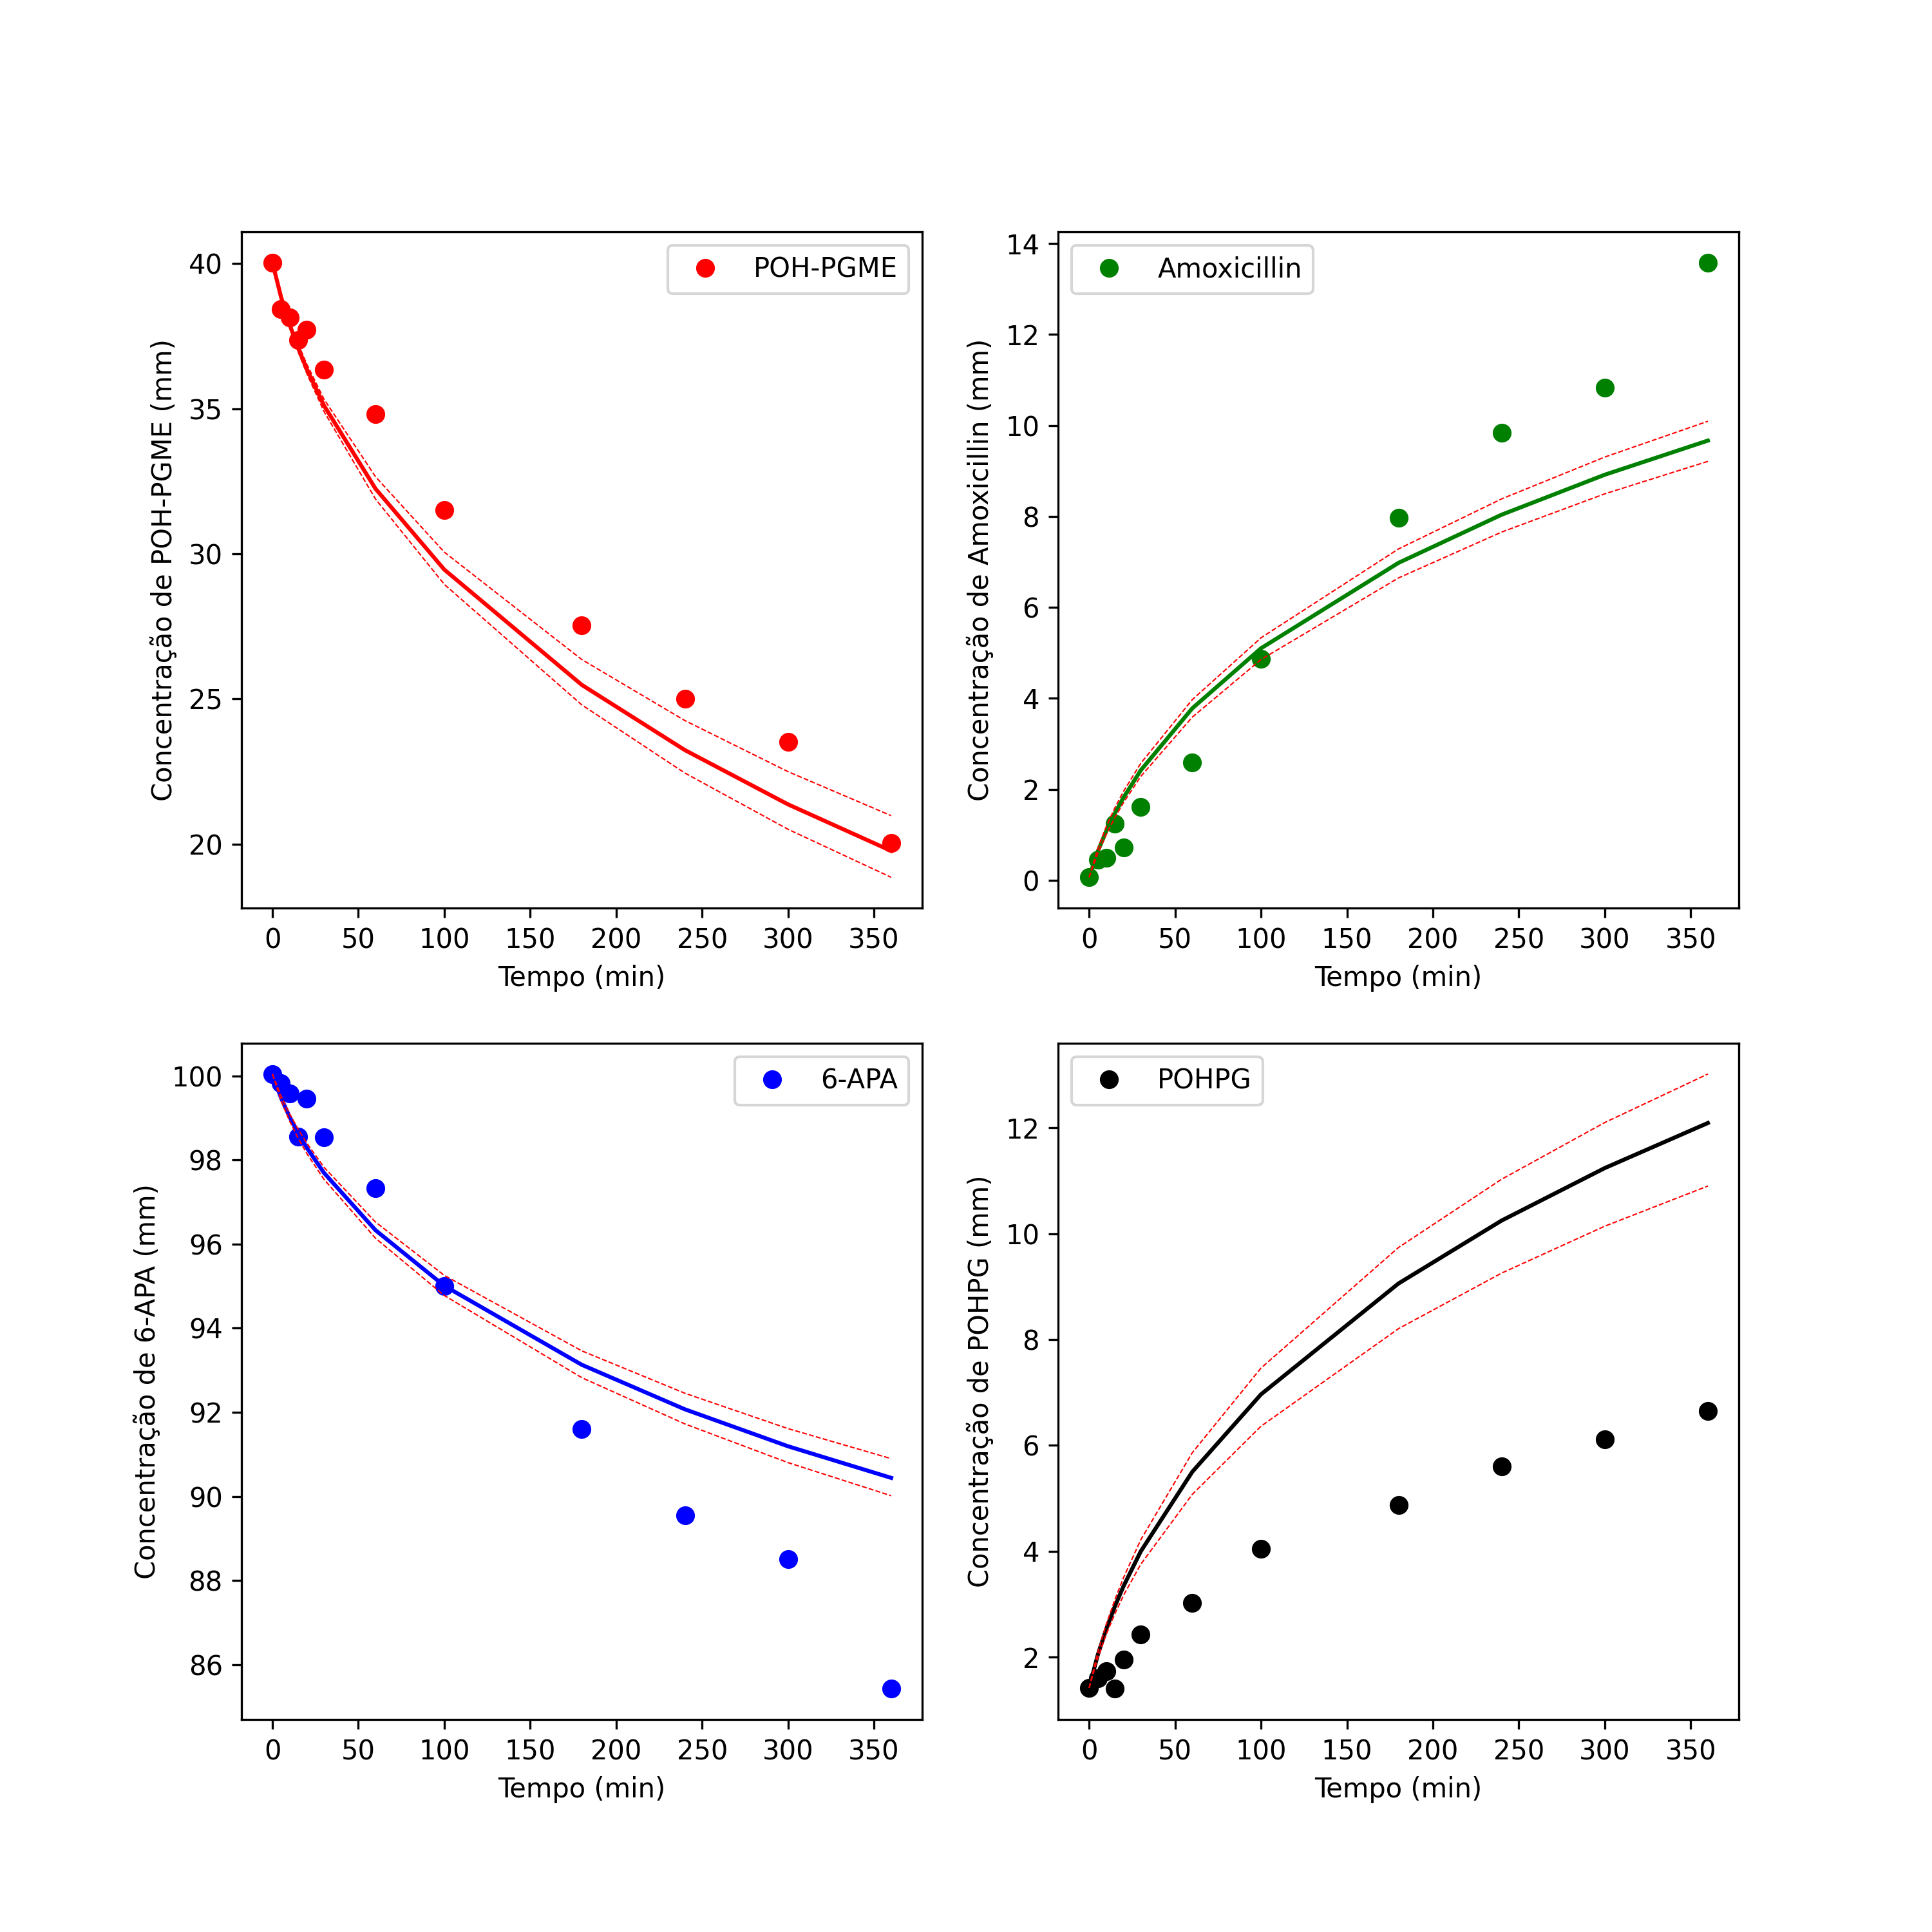 POH-PGME
Concentração de POH-PGME (mm)
40
35
30
25
20
0 50 100 150 200 250 300 350
Tempo (min)
Amoxicillin
Concentração de Amoxicillin (mm)
14
12
10
8
6
4
2
0
0 50 100 150 200 250 300 350
Tempo (min)
6-APA
Concentração de 6-APA (mm)
100
98
96
94
92
90
88
86
0 50 100 150 200 250 300 350
Tempo (min)
POHPG
Concentração de POHPG (mm)
12
10
8
6
4
2
0 50 100 150 200 250 300 350
Tempo (min)